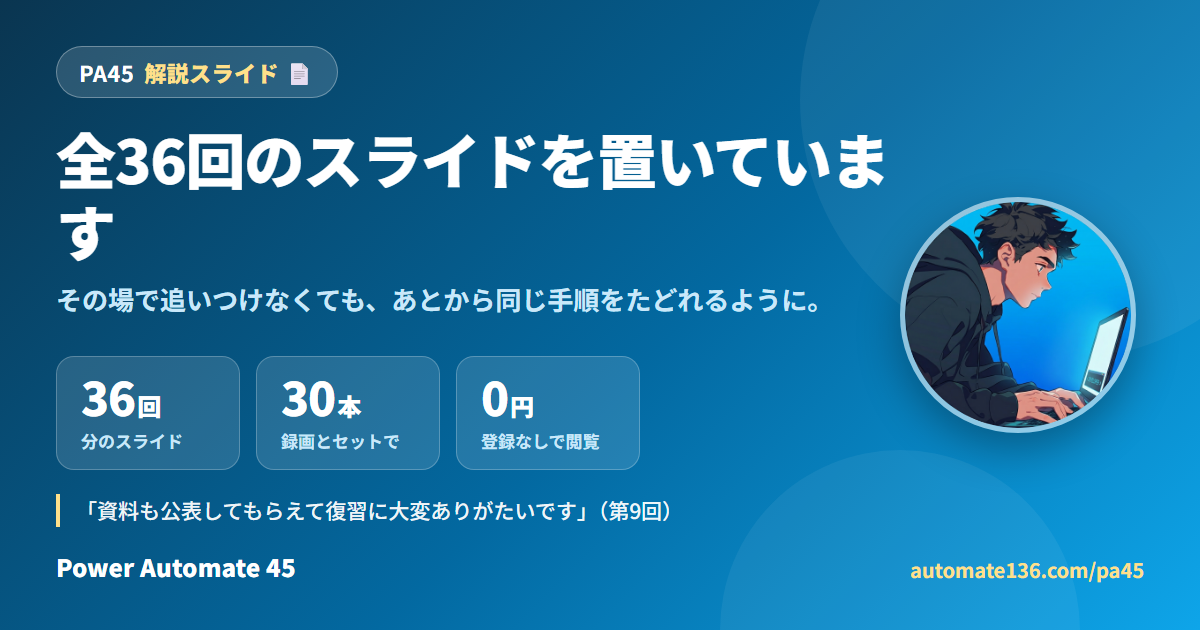 PA45 解説スライド
全36回のスライドを置いていま
す
その場で追いつけなくても、あとから同じ手順をたどれるように。
36回
分のスライド
30本
録画とセットで
0円
登録なしで閲覧
「資料も公表してもらえて復習に大変ありがたいです」（第9回）
Power Automate 45
automate136.com/pa45